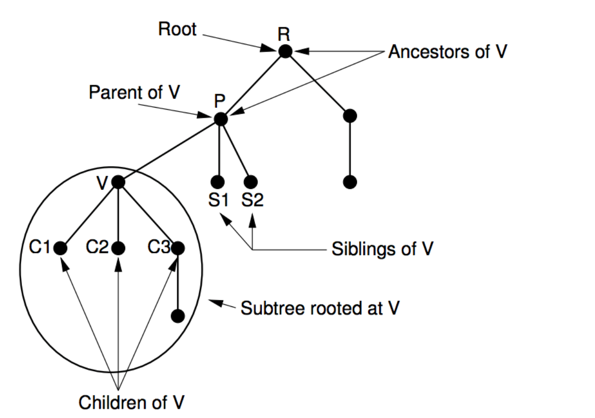 Root
R
Ancestors of V
Parent of V
P
V
S1 S2
C1 C2 C3
Siblings of V
Subtree rooted at V
Children of V